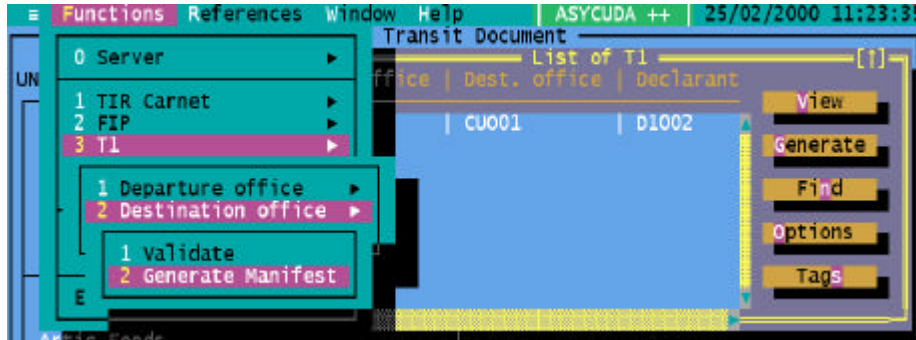 ≡ Functions References Window Help ASYCUDA ++ 25/02/2000 11:23:3
Transit Document
List of T1 [↑]
0 Server ►
UN ffice | Dest. office | Declarant
View
1 TIR Carnet ►
2 FIP ► | CUO01 | D1002
3 T1 ► Generate
1 Departure office ► Find
2 Destination office ►
Options
1 Validate
2 Generate Manifest Tags
E